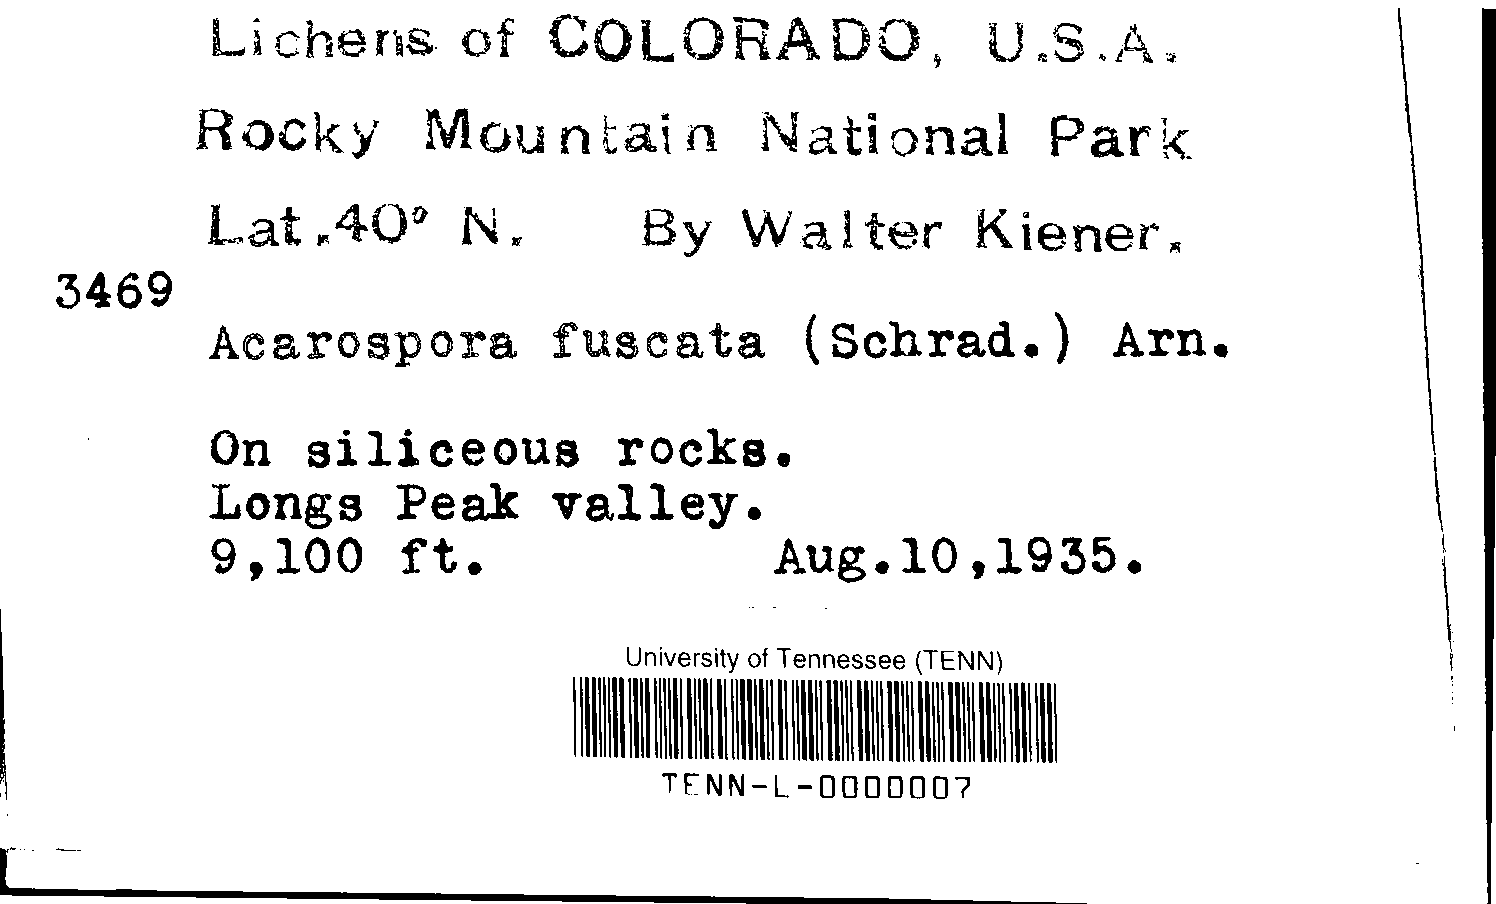 Lichens of COLORADO, U.S.A.
Rocky Mountain National Park
Lat.40° N. By Walter Kiener.
3469
Acarospora fuscata (Schrad.) Arn.
On siliceous rocks.
Longs Peak valley.
9,100 ft. Aug.10,1935.
University of Tennessee (TENN)
TENN-L-0000007